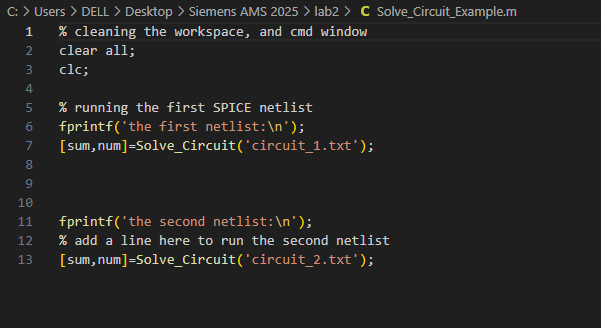 C: > Users > DELL > Desktop > Siemens AMS 2025 > lab2 > C Solve_Circuit_Example.m
1 % cleaning the workspace, and cmd window
2 clear all;
3 clc;
4
5 % running the first SPICE netlist
6 fprintf('the first netlist:\n');
7 [sum,num]=Solve_Circuit('circuit_1.txt');
8
9
10
11 fprintf('the second netlist:\n');
12 % add a line here to run the second netlist
13 [sum,num]=Solve_Circuit('circuit_2.txt');